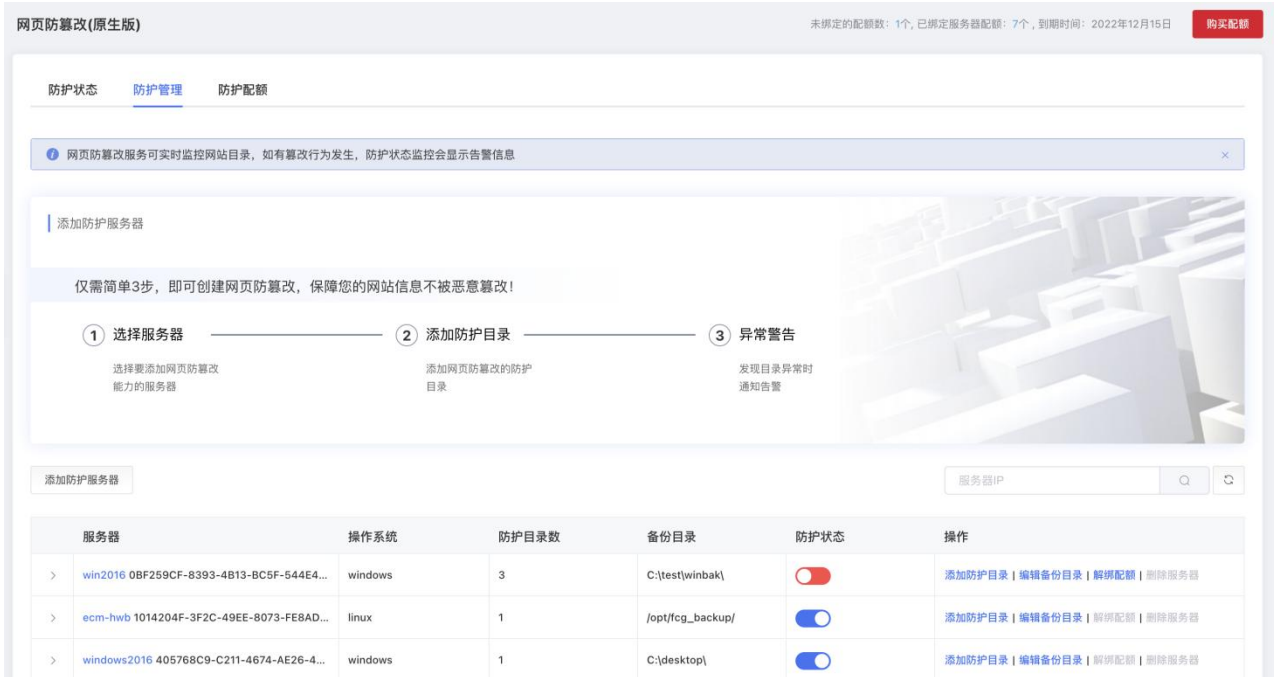 网页防篡改(原生版)
未绑定的配额数：1个, 已绑定服务器配额：7个 , 到期时间：2022年12月15日
购买配额
防护状态 防护管理 防护配额
网页防篡改服务可实时监控网站目录，如有篡改行为发生，防护状态监控会显示告警信息
添加防护服务器
仅需简单3步，即可创建网页防篡改，保障您的网站信息不被恶意篡改！
1 选择服务器 2 添加防护目录 3 异常警告
选择要添加网页防篡改 添加网页防篡改的防护 发现目录异常时
能力的服务器 目录 通知告警
添加防护服务器 服务器IP
服务器 操作系统 防护目录数 备份目录 防护状态 操作
win2016 0BF259CF-8393-4B13-BC5F-544E4... windows 3 C:\test\winbak\ 添加防护目录 | 编辑备份目录 | 解绑配额 | 删除服务器
ecm-hwb 1014204F-3F2C-49EE-8073-FE8AD... linux 1 /opt/fcg_backup/ 添加防护目录 | 编辑备份目录 | 解绑配额 | 删除服务器
windows2016 405768C9-C211-4674-AE26-4... windows 1 C:\desktop\ 添加防护目录 | 编辑备份目录 | 解绑配额 | 删除服务器